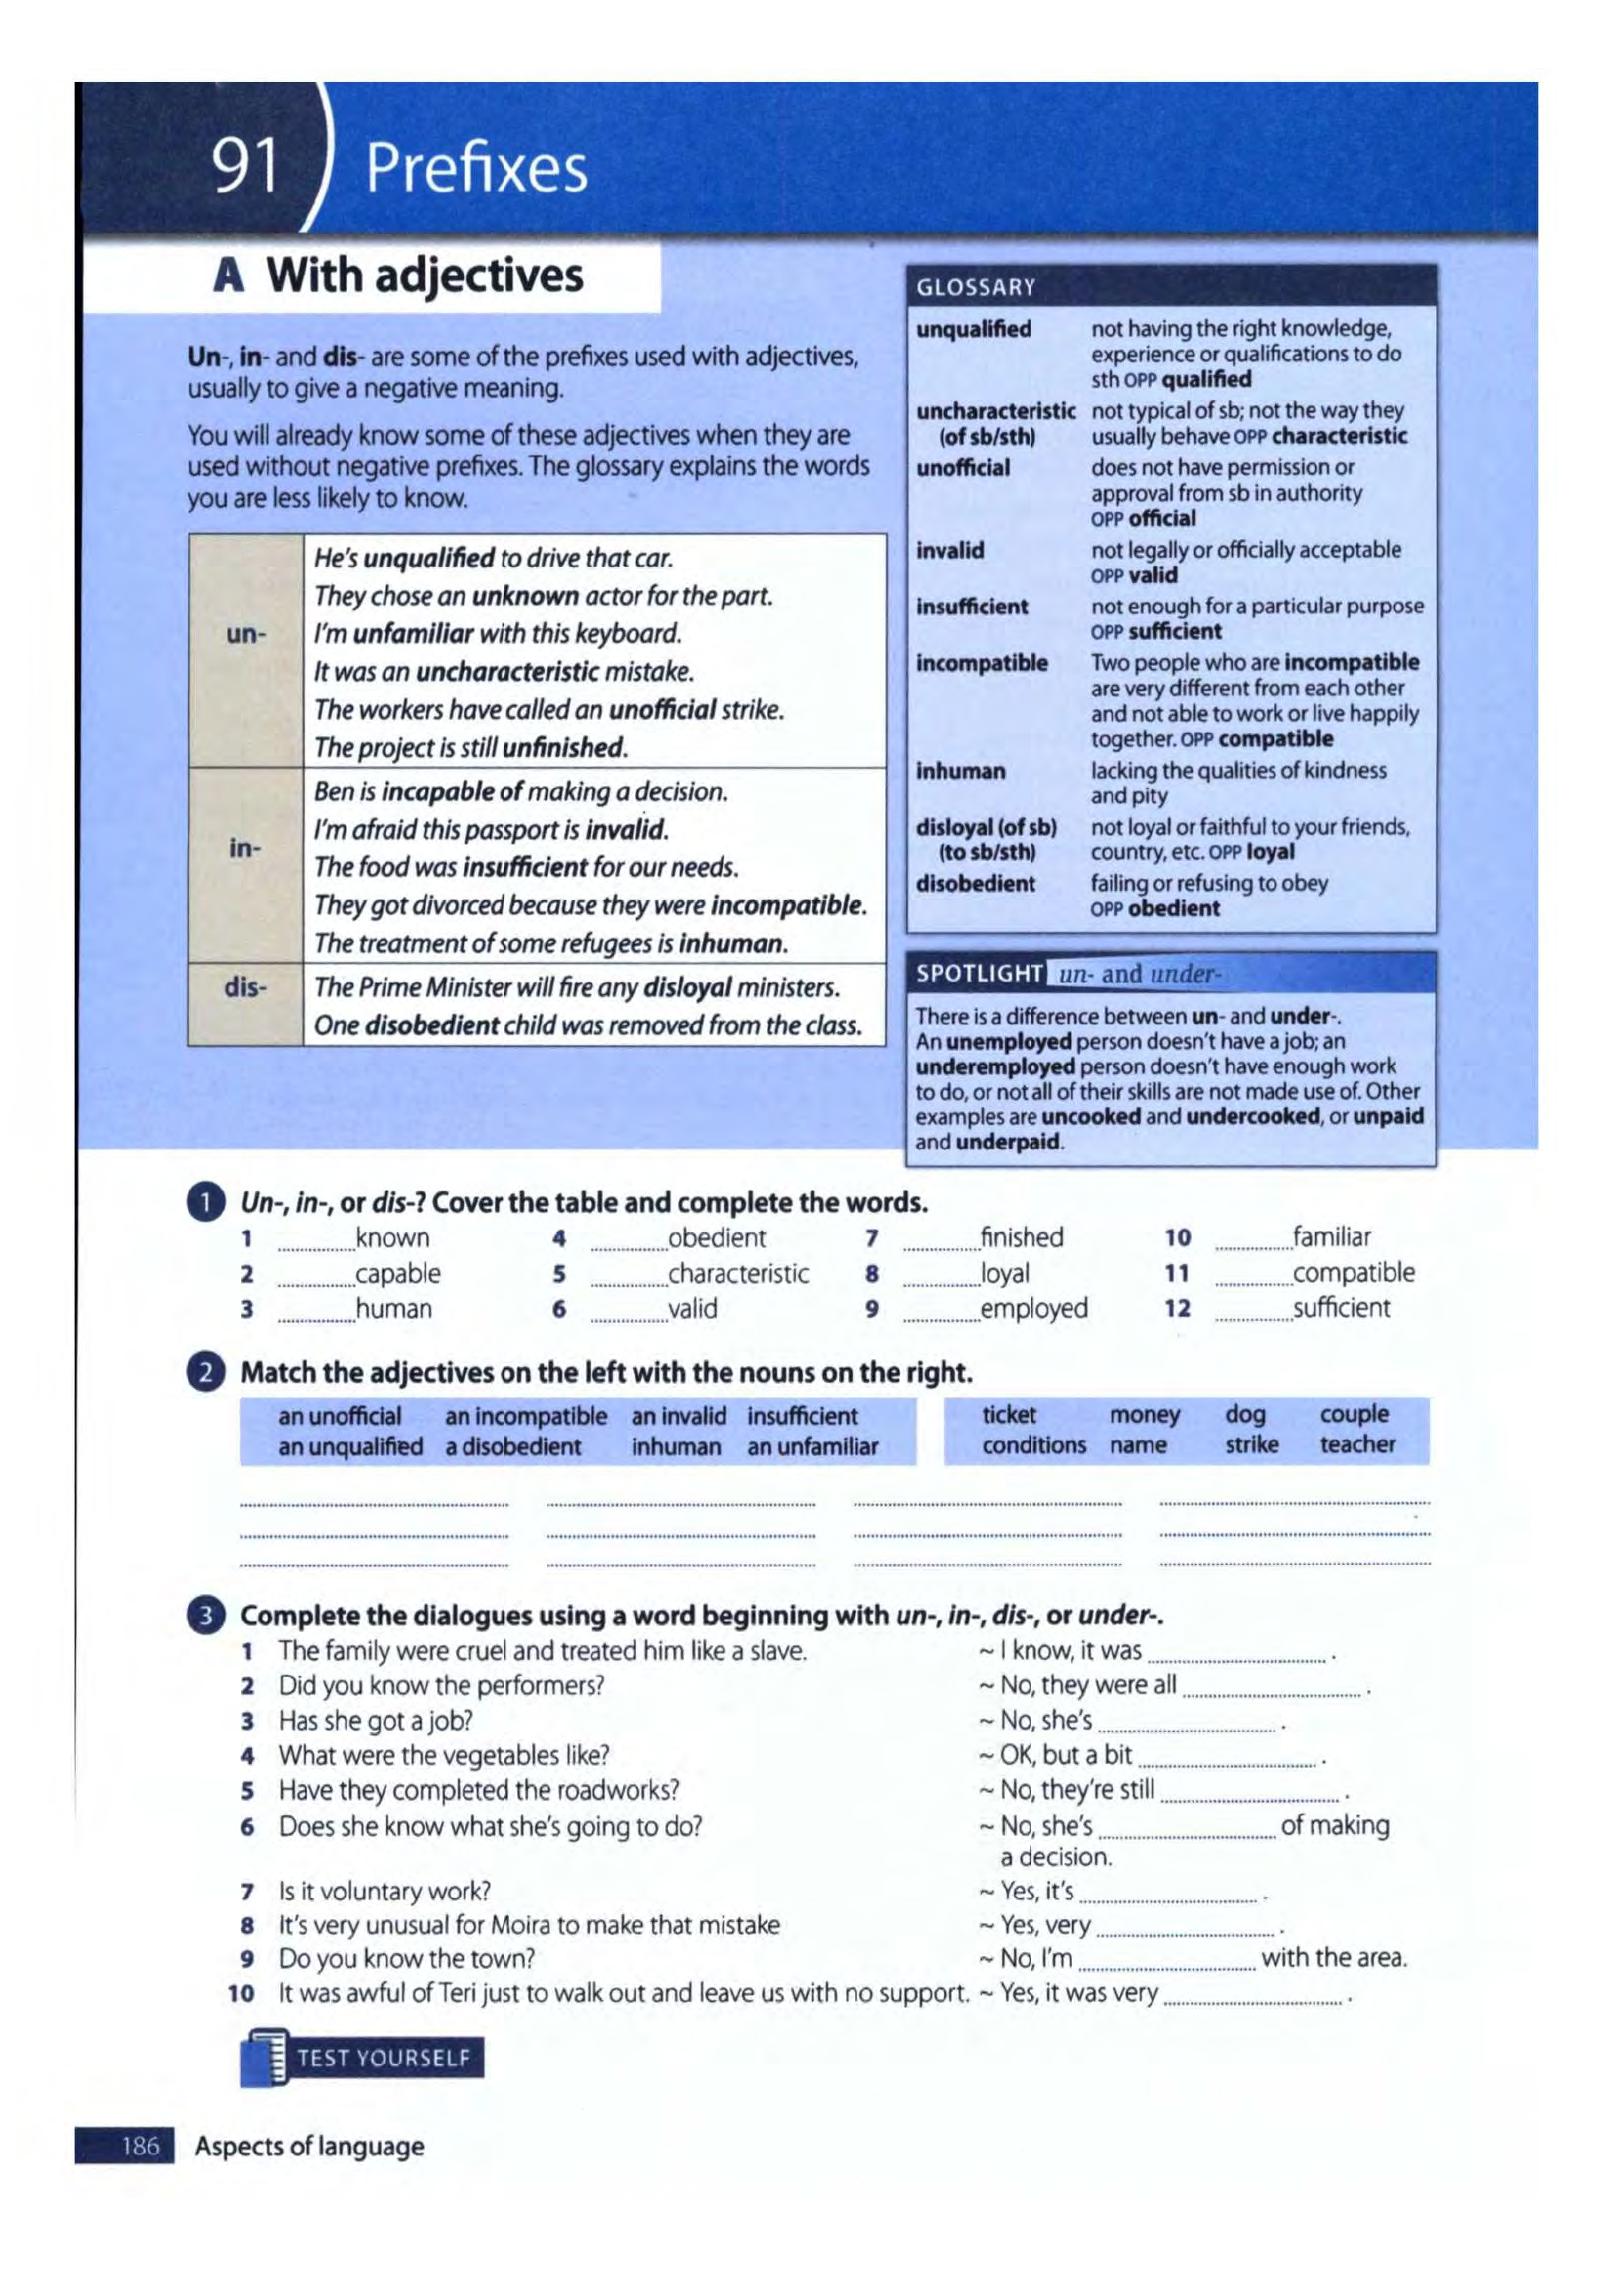 91 Prefixes
A With adjectives
Un-, in- and dis- are some of the prefixes used with adjectives,
usually to give a negative meaning.
You will already know some of these adjectives when they are
used without negative prefixes. The glossary explains the words
you are less likely to know.
un-
He's unqualified to drive that car.
They chose an unknown actor for the part.
I'm unfamiliar with this keyboard.
It was an uncharacteristic mistake.
The workers have called an unofficial strike.
The project is still unfinished.
in-
Ben is incapable of making a decision.
I'm afraid this passport is invalid.
The food was insufficient for our needs.
They got divorced because they were incompatible.
The treatment of some refugees is inhuman.
dis-
The Prime Minister will fire any disloyal ministers.
One disobedient child was removed from the class.
GLOSSARY
unqualified not having the right knowledge,
experience or qualifications to do
sth OPP qualified
uncharacteristic not typical of sb; not the way they
(of sb/sth) usually behave OPP characteristic
unofficial does not have permission or
approval from sb in authority
OPP official
invalid not legally or officially acceptable
OPP valid
insufficient not enough for a particular purpose
OPP sufficient
incompatible Two people who are incompatible
are very different from each other
and not able to work or live happily
together. OPP compatible
inhuman lacking the qualities of kindness
and pity
disloyal (of sb) not loyal or faithful to your friends,
(to sb/sth) country, etc. OPP loyal
disobedient failing or refusing to obey
OPP obedient
SPOTLIGHT un- and under-
There is a difference between un- and under-.
An unemployed person doesn't have a job; an
underemployed person doesn't have enough work
to do, or not all of their skills are not made use of. Other
examples are uncooked and undercooked, or unpaid
and underpaid.
1 Un-, in-, or dis-? Cover the table and complete the words.
1 ............known 4 ............obedient 7 ............finished 10 ............familiar
2 ............capable 5 ............characteristic 8 ............loyal 11 ............compatible
3 ............human 6 ............valid 9 ............employed 12 ............sufficient
2 Match the adjectives on the left with the nouns on the right.
an unofficial an incompatible an invalid insufficient ticket money dog couple
an unqualified a disobedient inhuman an unfamiliar conditions name strike teacher
3 Complete the dialogues using a word beginning with un-, in-, dis-, or under-.
1 The family were cruel and treated him like a slave. ~ I know, it was ............ .
2 Did you know the performers? ~ No, they were all ............ .
3 Has she got a job? ~ No, she's ............ .
4 What were the vegetables like? ~ OK, but a bit ............ .
5 Have they completed the roadworks? ~ No, they're still ............ .
6 Does she know what she's going to do? ~ No, she's ............ of making
a decision.
7 Is it voluntary work? ~ Yes, it's ............ .
8 It's very unusual for Moira to make that mistake ~ Yes, very ............ .
9 Do you know the town? ~ No, I'm ............ with the area.
10 It was awful of Teri just to walk out and leave us with no support. ~ Yes, it was very ............ .
TEST YOURSELF
186 Aspects of language